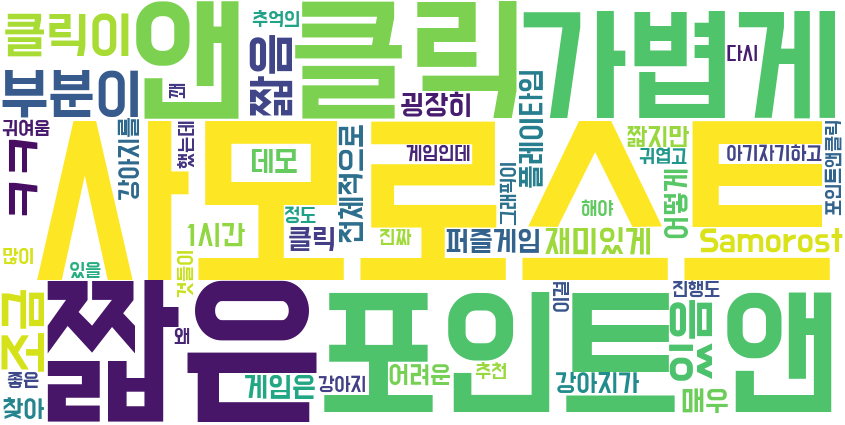 클릭이
앤
클릭
가볍게
추억의
짧음
다시
부분이
꽤
굉장히
플레이타임
귀여움
강아지를
했는데
게임인데
짧지만
포인트앤클릭
ㅋㅋ
데모
전체적으로
그래픽이
귀엽고
아기자기하고
사모로스트
어떻게
정도
해야
1시간
클릭
진짜
퍼즐게임
재미있게
Samorost
많이
있을
것들이
조금
짧은
왜
포인트
이걸
진행도
있음
앤
좋은
찾아
게임은
강아지
어려운
추천
강아지가
매우